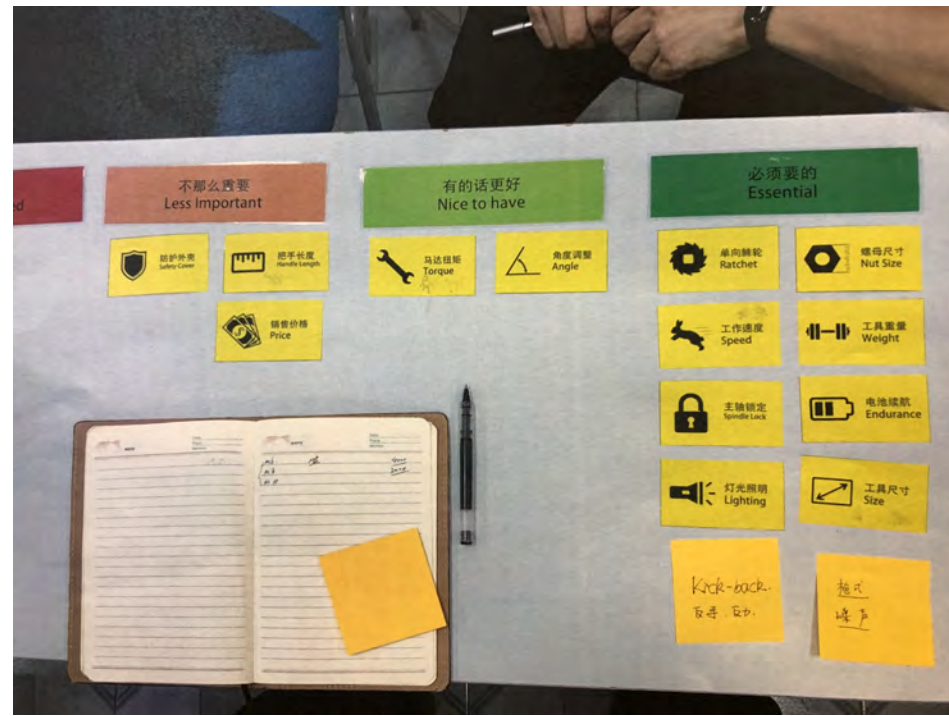 ed
不那么重要
Less Important
防护外壳
Safety Cover
把手长度
Handle Length
销售价格
Price
有的话更好
Nice to have
马达扭矩
Torque
角度调整
Angle
必须要的
Essential
单向棘轮
Ratchet
螺母尺寸
Nut Size
工作速度
Speed
工具重量
Weight
主轴锁定
Spindle Lock
电池续航
Endurance
灯光照明
Lighting
工具尺寸
Size
Kick-back.
枪式
噪声